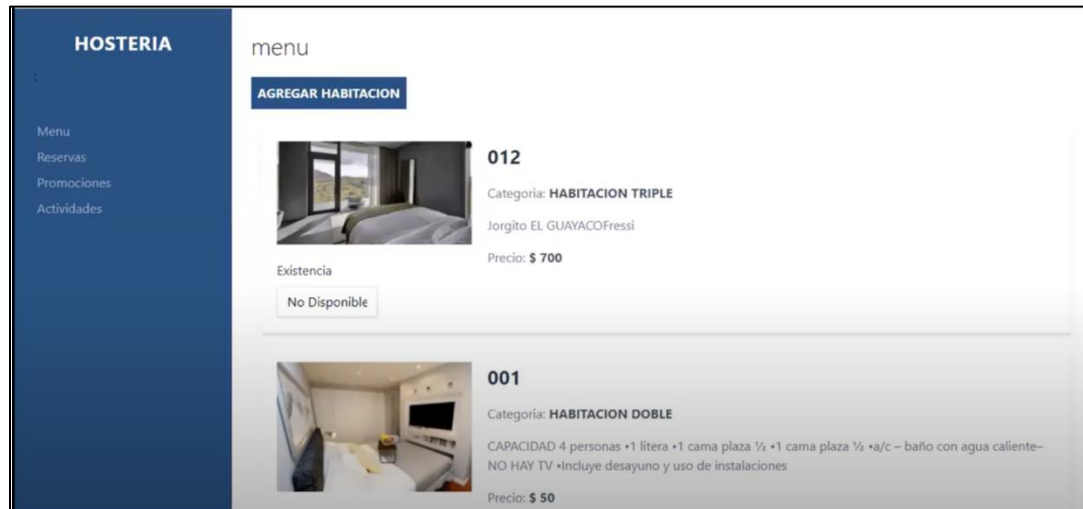 HOSTERIA
:
Menu
Reservas
Promociones
Actividades
menu
AGREGAR HABITACION
012
Categoria: HABITACION TRIPLE
Jorgito EL GUAYACOFressi
Precio: $ 700
Existencia
No Disponible
001
Categoria: HABITACION DOBLE
CAPACIDAD 4 personas •1 litera •1 cama plaza ½ •1 cama plaza ½ •a/c – baño con agua caliente–
NO HAY TV •Incluye desayuno y uso de instalaciones
Precio: $ 50